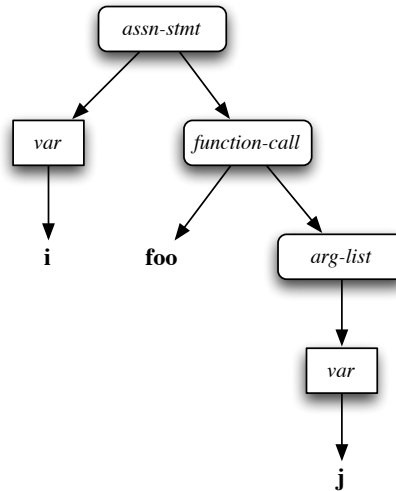 assn-stmt
var
function-call
i
foo
arg-list
var
j